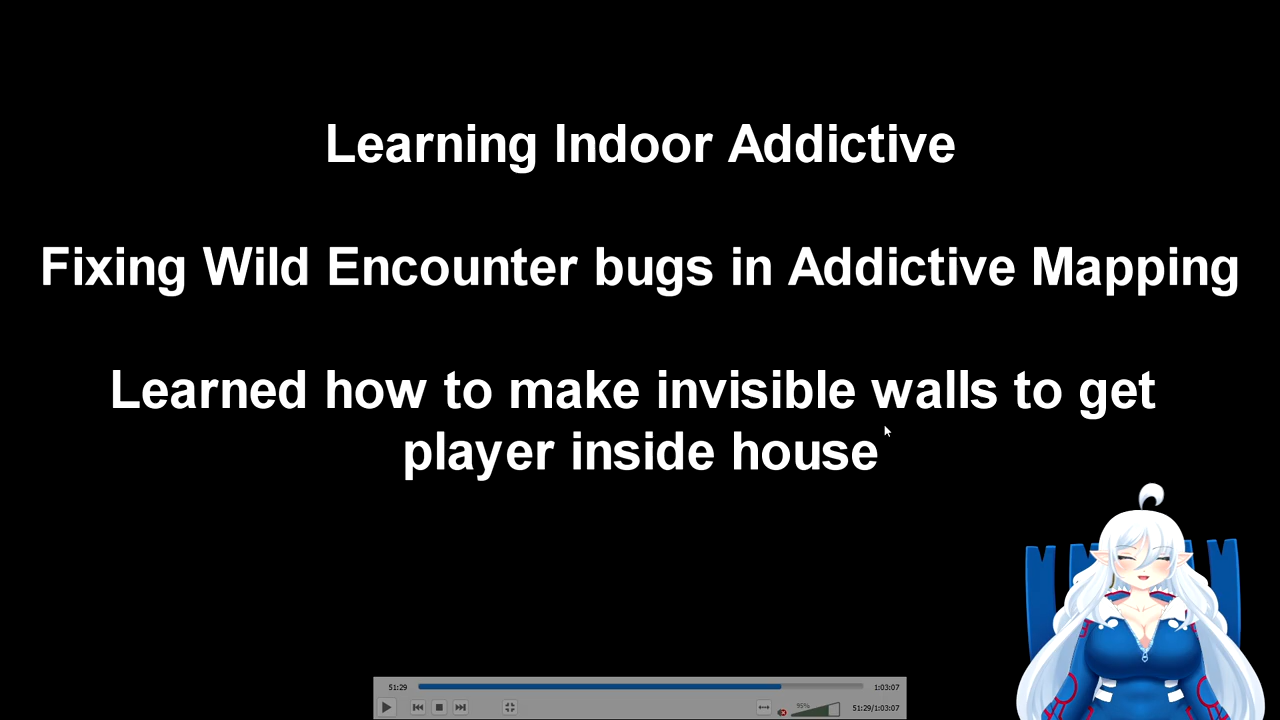 Learning Indoor Addictive
Fixing Wild Encounter bugs in Addictive Mapping
Learned how to make invisible walls to get
player inside house
51:29
1:03:07
95%
51:29/1:03:07